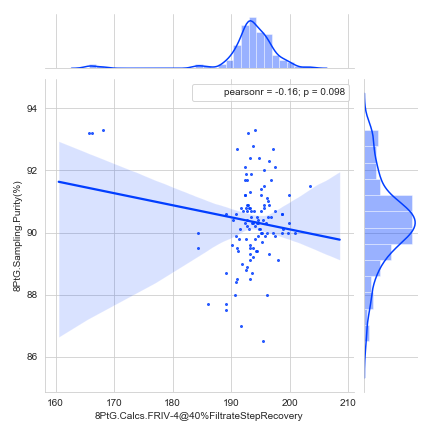 pearsonr = -0.16; p = 0.098
94
92
90
88
86
8PtG.Sampling.Purity(%)
160 170 180 190 200 210
8PtG.Calcs.FRIV-4@40%FiltrateStepRecovery